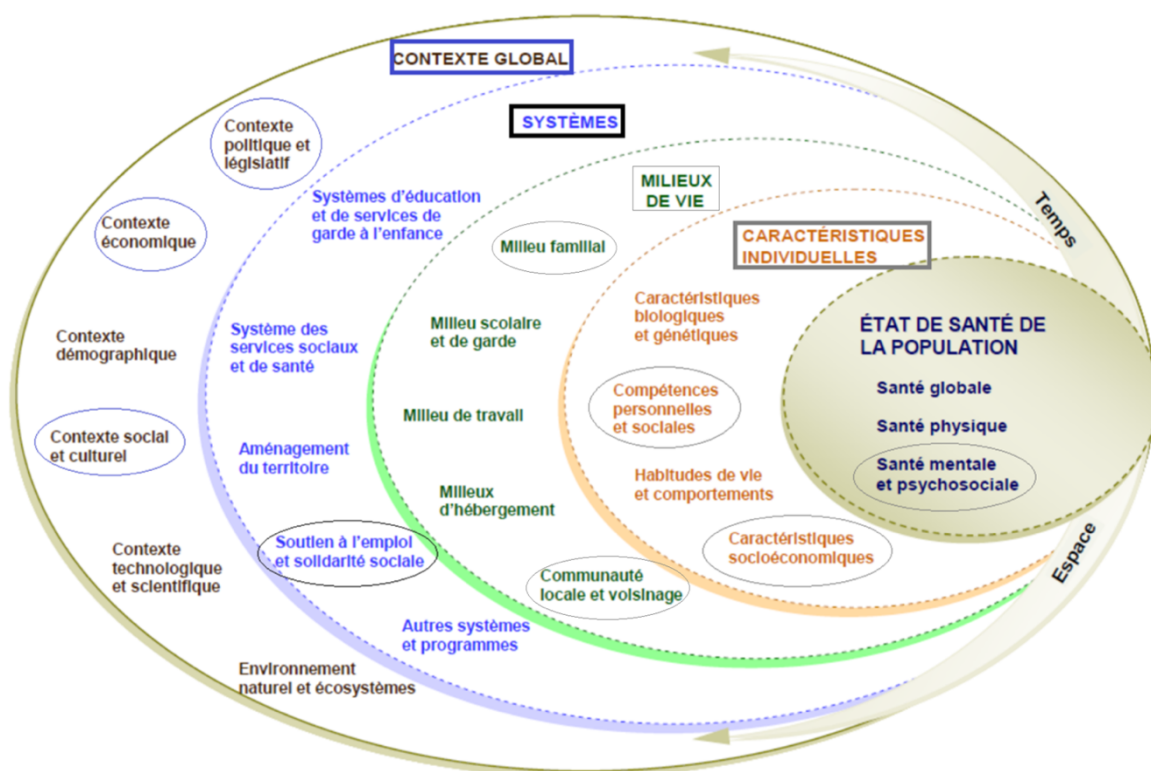 CONTEXTE GLOBAL
Contexte
politique et
législatif
Contexte
économique
Contexte
démographique
Contexte social
et culturel
Contexte
technologique
et scientifique
Environnement
naturel et écosystèmes
SYSTÈMES
Systèmes d'éducation
et de services de
garde à l'enfance
Système des
services sociaux
et de santé
Aménagement
du territoire
Soutien à l'emploi
et solidarité sociale
Autres systèmes
et programmes
MILIEUX
DE VIE
Milieu familial
Milieu scolaire
et de garde
Milieu de travail
Milieux
d'hébergement
Communauté
locale et voisinage
CARACTÉRISTIQUES
INDIVIDUELLES
Caractéristiques
biologiques
et génétiques
Compétences
personnelles
et sociales
Habitudes de vie
et comportements
Caractéristiques
socioéconomiques
ÉTAT DE SANTÉ DE
LA POPULATION
Santé globale
Santé physique
Santé mentale
et psychosociale
Temps
Espace